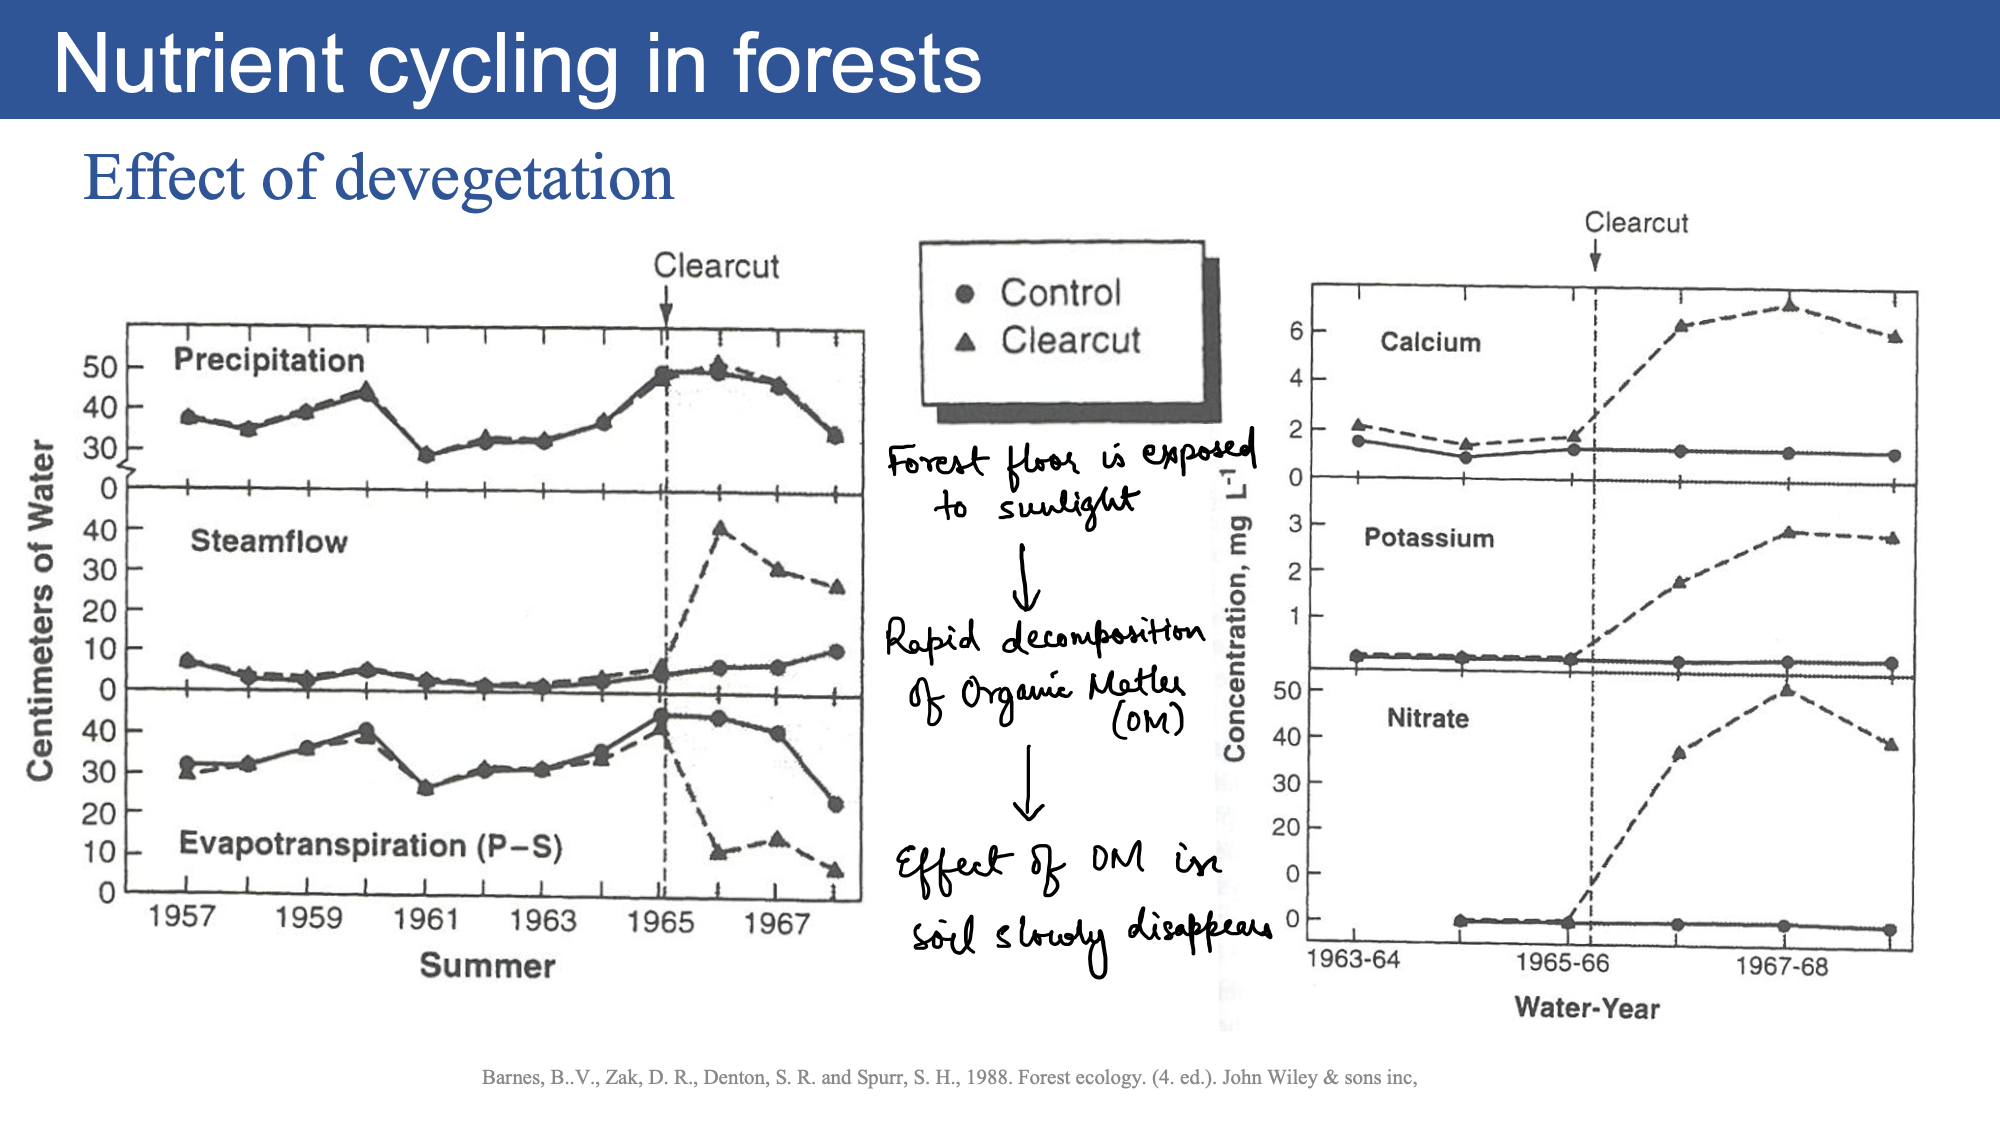 Nutrient cycling in forests
Effect of devegetation
Clearcut
Precipitation
50
40
30
0
Steamflow
40
30
20
10
0
40
30
20
10
0
Evapotranspiration (P–S)
Centimeters of Water
1957 1959 1961 1963 1965 1967
Summer
Control
Clearcut
Forest floor is exposed
to sunlight
Rapid decomposition
of Organic Matter
(OM)
Effect of OM in
soil slowly disappears
Clearcut
Calcium
6
4
2
0
Potassium
3
2
1
Nitrate
50
40
30
20
0
0
Concentration, mg L⁻¹
1963-64 1965-66 1967-68
Water-Year
Barnes, B..V., Zak, D. R., Denton, S. R. and Spurr, S. H., 1988. Forest ecology. (4. ed.). John Wiley & sons inc,